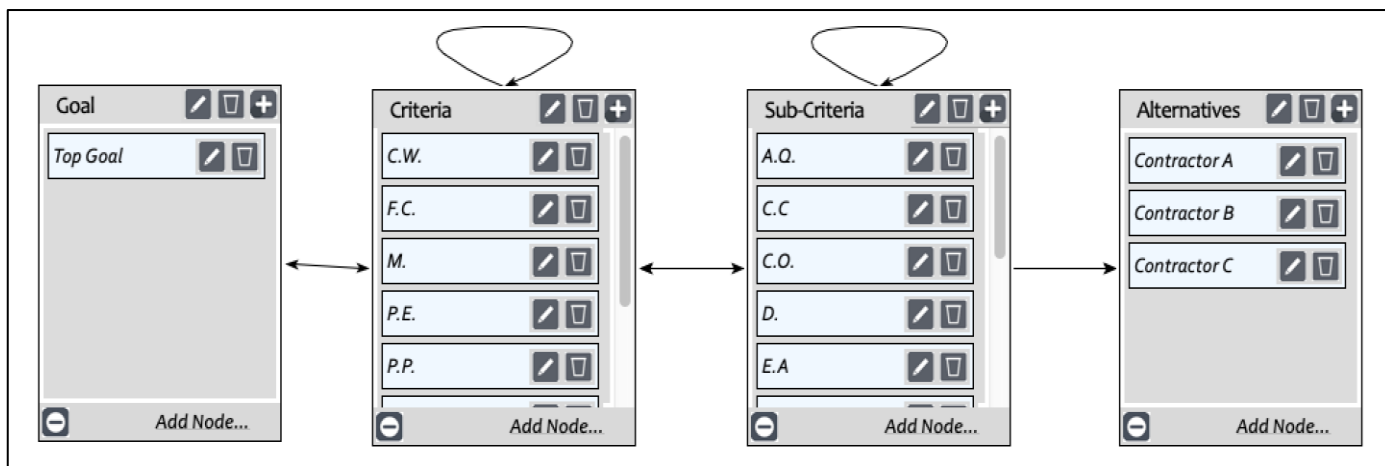 Goal
Top Goal
Add Node...
Criteria
C.W.
F.C.
M.
P.E.
P.P.
Add Node...
Sub-Criteria
A.Q.
C.C
C.O.
D.
E.A
Add Node...
Alternatives
Contractor A
Contractor B
Contractor C
Add Node...